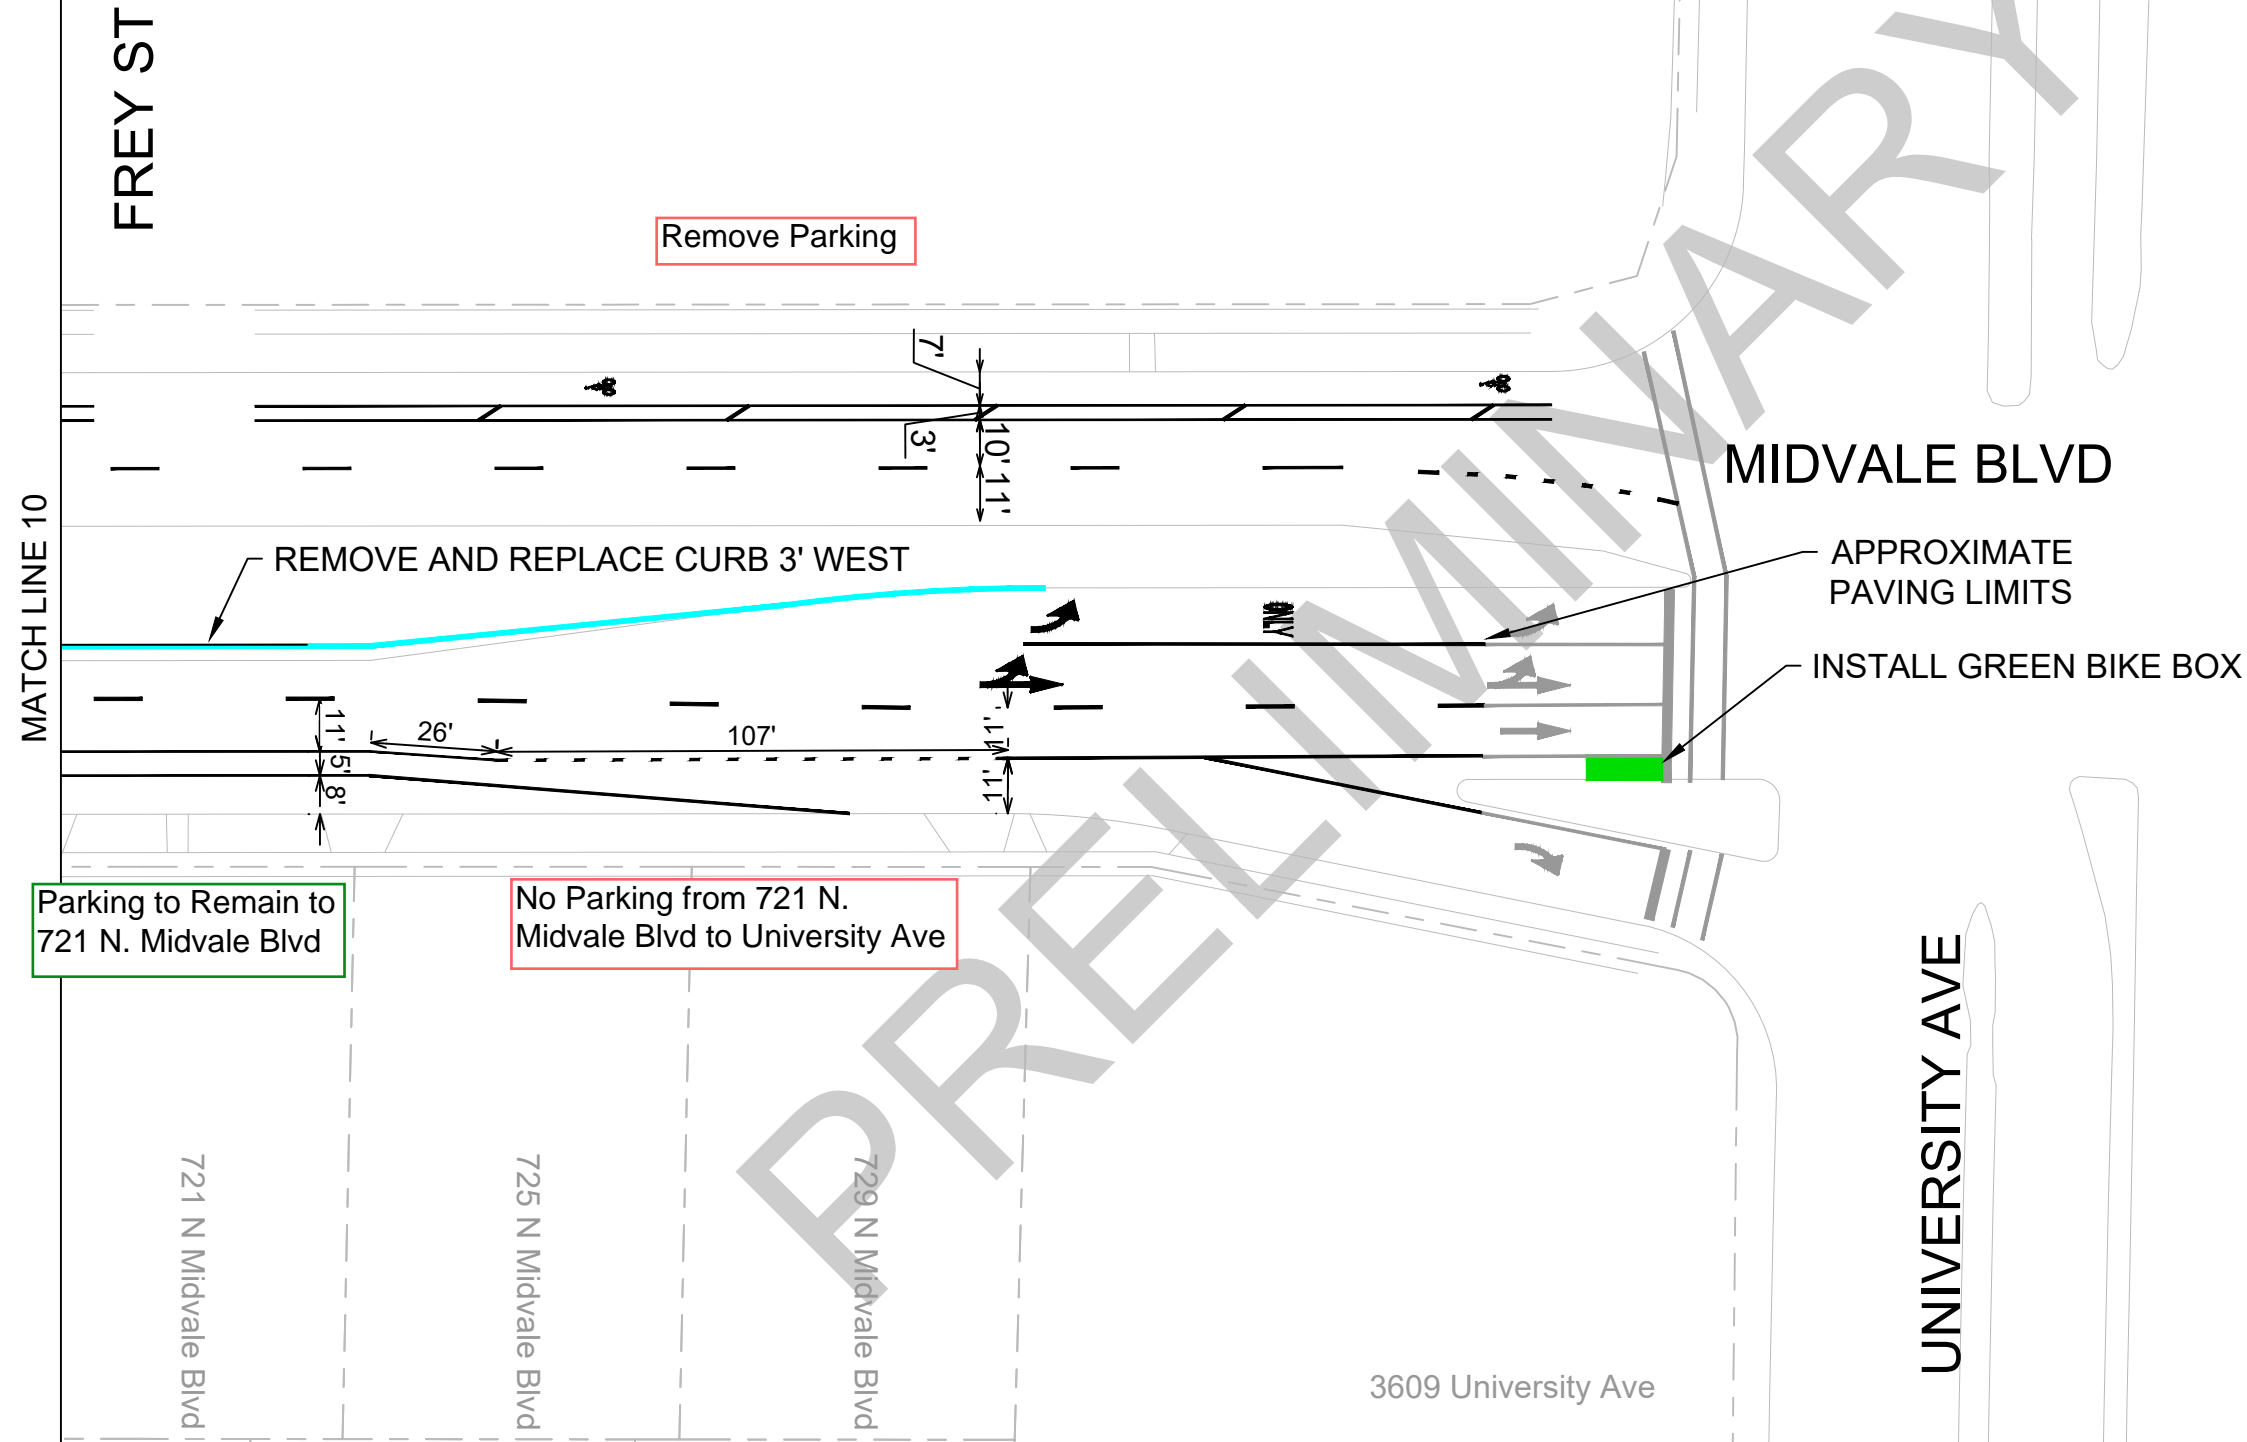 FREY ST
Remove Parking
7'
3'
10'
11'
MIDVALE BLVD
MATCH LINE 10
REMOVE AND REPLACE CURB 3' WEST
APPROXIMATE
PAVING LIMITS
ONLY
INSTALL GREEN BIKE BOX
11'
5'
8'
26'
107'
11'
11'
Parking to Remain to
721 N. Midvale Blvd
No Parking from 721 N.
Midvale Blvd to University Ave
UNIVERSITY AVE
721 N Midvale Blvd
725 N Midvale Blvd
729 N Midvale Blvd
3609 University Ave
PRELIMINARY